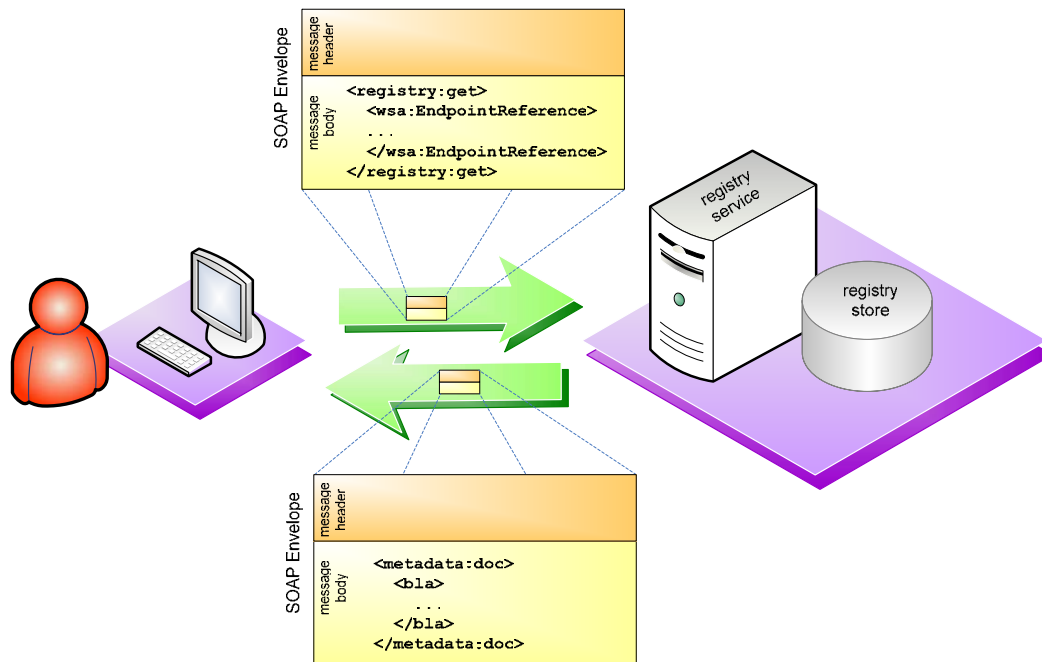 SOAP Envelope
message
header
message
body
<registry:get>
<wsa:EndpointReference>
...
</wsa:EndpointReference>
</registry:get>
registry
service
registry
store
SOAP Envelope
message
header
message
body
<metadata:doc>
<bla>
...
</bla>
</metadata:doc>